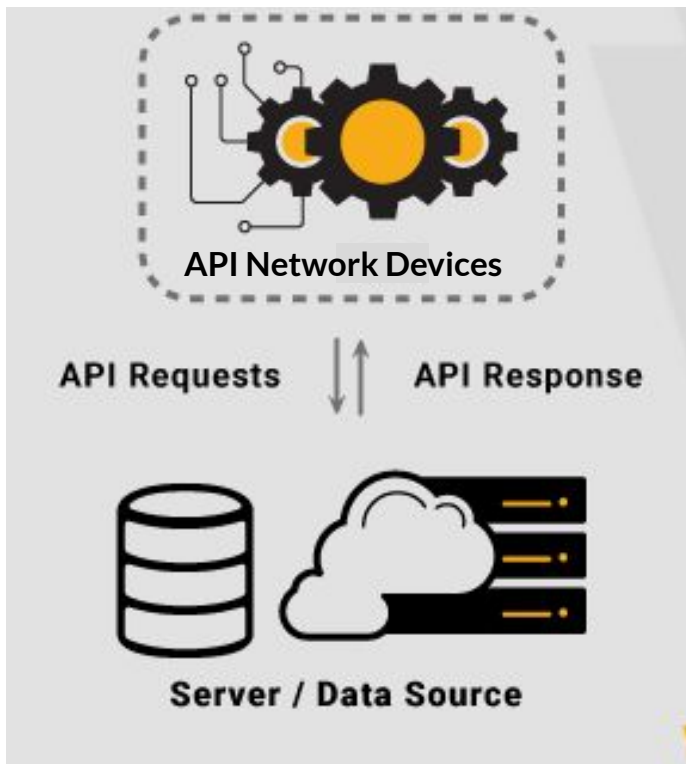 API Network Devices
API Requests
API Response
Server / Data Source